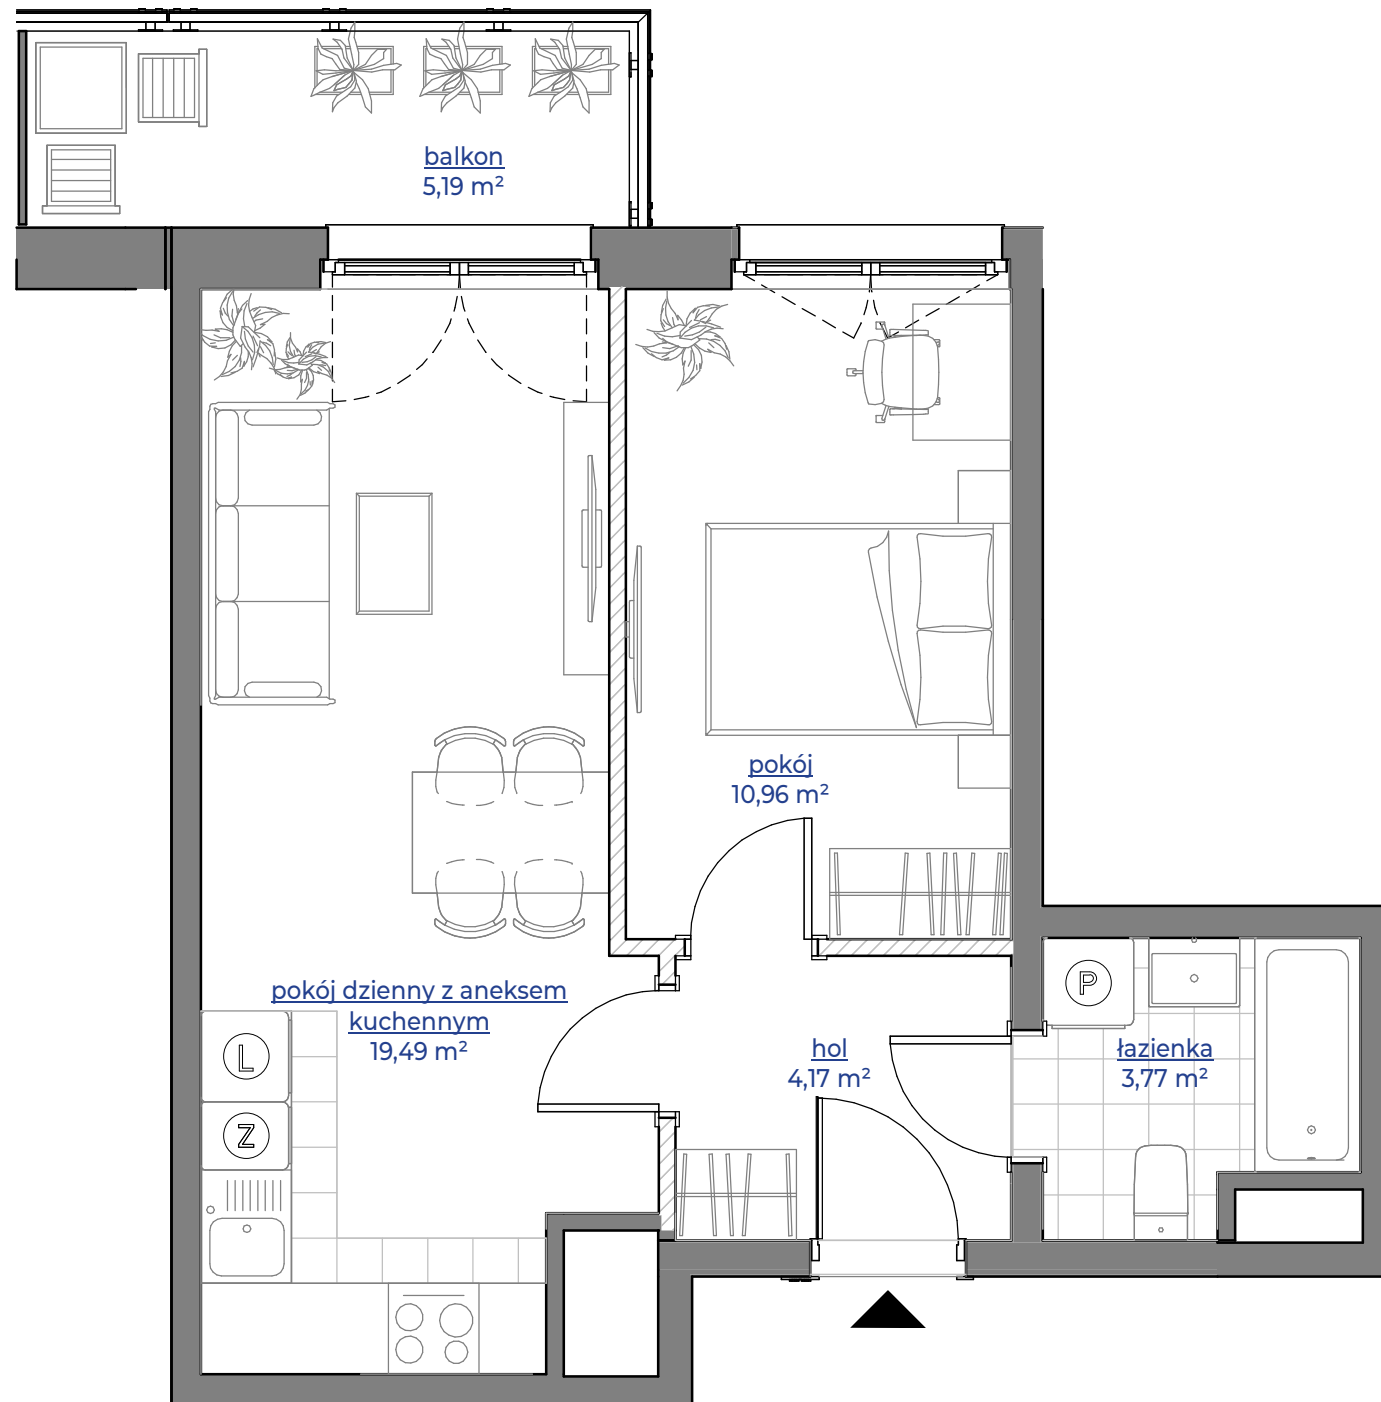 balkon
5,19 m²
pokój
10,96 m²
pokój dzienny z aneksem
kuchennym
19,49 m²
hol
4,17 m²
łazienka
3,77 m²
P
L
Z